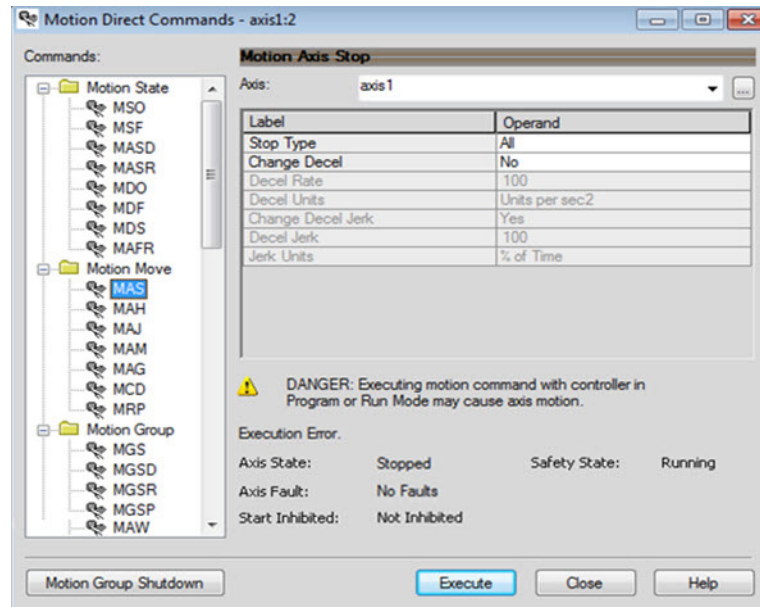 Motion Direct Commands - axis1:2
Commands:
Motion State
MSO
MSF
MASD
MASR
MDO
MDF
MDS
MAFR
Motion Move
MAS
MAH
MAJ
MAM
MAG
MCD
MRP
Motion Group
MGS
MGSD
MGSR
MGSP
MAW
Motion Axis Stop
Axis: axis1 ...
Label Operand
Stop Type All
Change Decel No
Decel Rate 100
Decel Units Units per sec2
Change Decel Jerk Yes
Decel Jerk 100
Jerk Units % of Time
DANGER: Executing motion command with controller in
Program or Run Mode may cause axis motion.
Execution Error.
Axis State: Stopped Safety State: Running
Axis Fault: No Faults
Start Inhibited: Not Inhibited
Motion Group Shutdown Execute Close Help